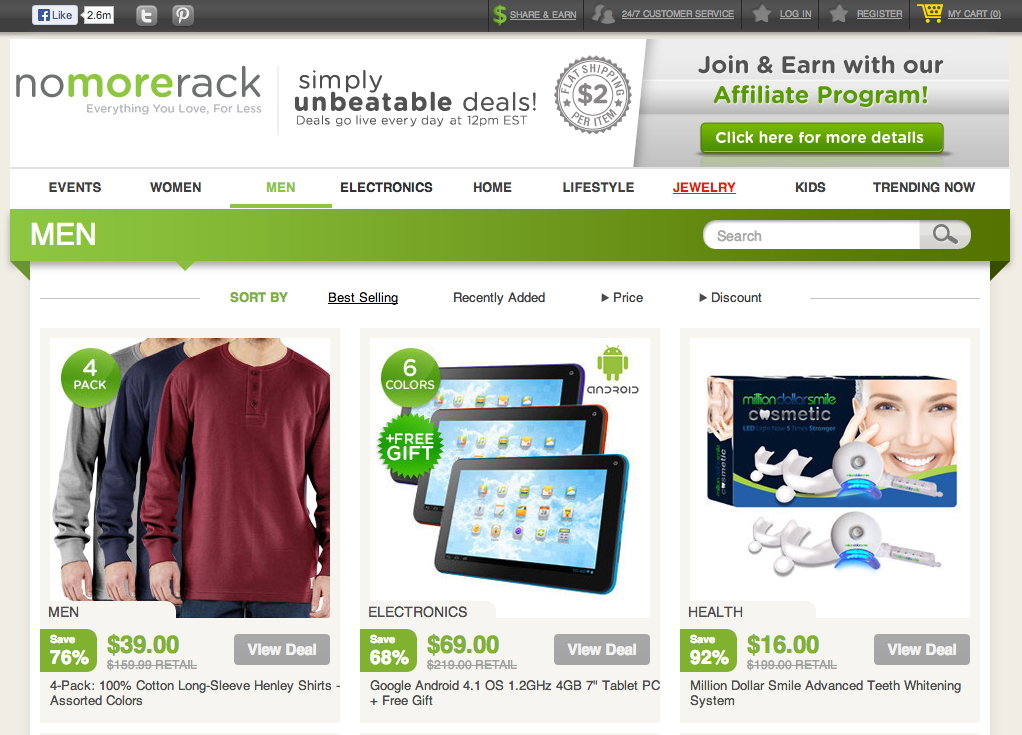 Like 2.6m
SHARE & EARN
24/7 CUSTOMER SERVICE
LOG IN
REGISTER
MY CART (0)
nomorerack
Everything You Love, For Less
simply
unbeatable deals!
Deals go live every day at 12pm EST
FLAT SHIPPING
$2
PER ITEM
Join & Earn with our
Affiliate Program!
Click here for more details
EVENTS WOMEN MEN ELECTRONICS HOME LIFESTYLE JEWELRY KIDS TRENDING NOW
MEN
Search
SORT BY Best Selling Recently Added Price Discount
4
PACK
MEN
Save
76%
$39.00
$159.99 RETAIL
View Deal
4-Pack: 100% Cotton Long-Sleeve Henley Shirts -
Assorted Colors
6
COLORS
+FREE
GIFT
ANDROID
ELECTRONICS
Save
68%
$69.00
$219.00 RETAIL
View Deal
Google Android 4.1 OS 1.2GHz 4GB 7" Tablet PC
+ Free Gift
million dollar smile
cosmetic
LED Light Now 5 Times Stronger
million dollar smile
cosmetic
HEALTH
Save
92%
$16.00
$199.00 RETAIL
View Deal
Million Dollar Smile Advanced Teeth Whitening
System